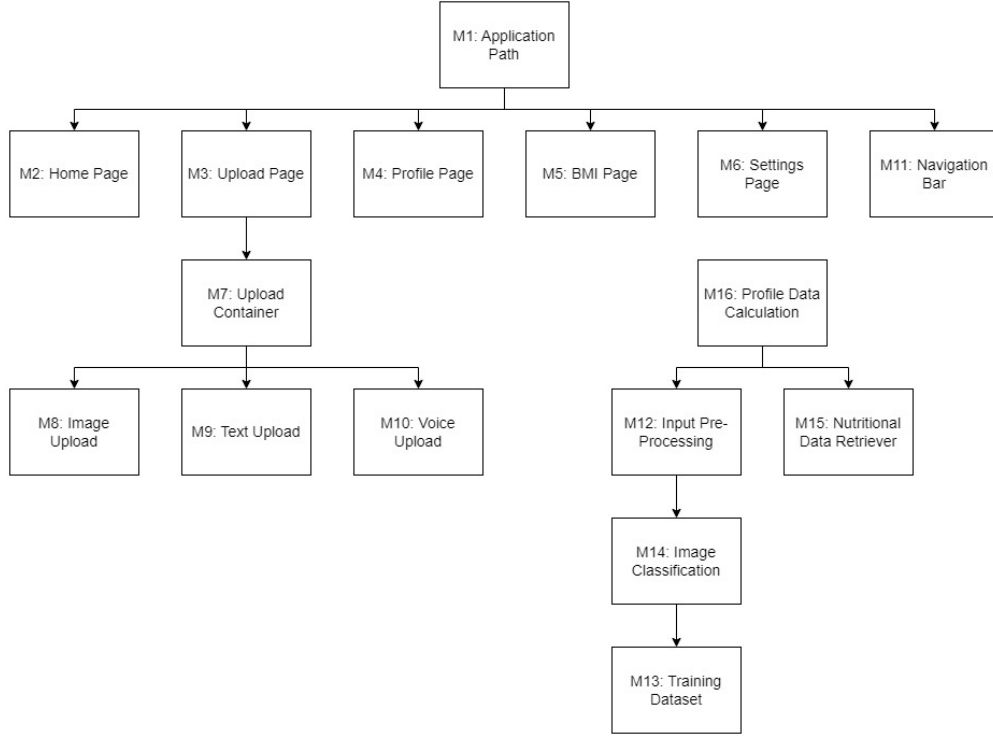 M1: Application
Path
M2: Home Page
M3: Upload Page
M4: Profile Page
M5: BMI Page
M6: Settings
Page
M11: Navigation
Bar
M7: Upload
Container
M16: Profile Data
Calculation
M8: Image
Upload
M9: Text Upload
M10: Voice
Upload
M12: Input Pre-
Processing
M15: Nutritional
Data Retriever
M14: Image
Classification
M13: Training
Dataset